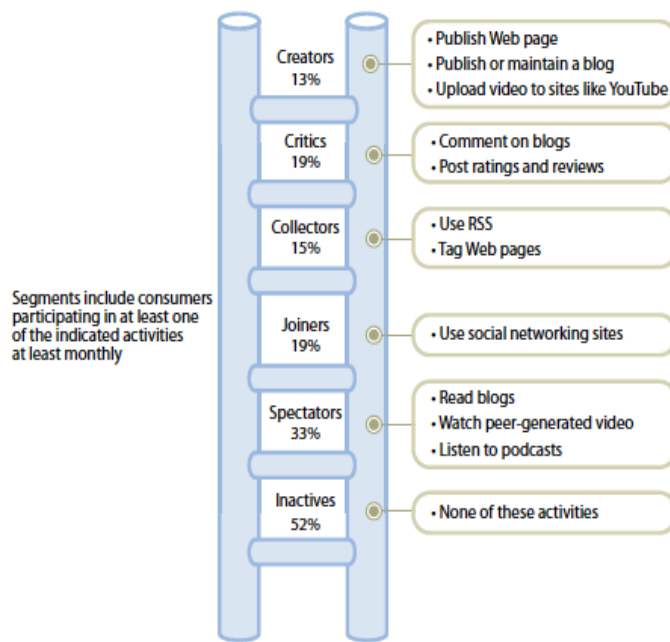 Creators
13%
• Publish Web page
• Publish or maintain a blog
• Upload video to sites like YouTube
Critics
19%
• Comment on blogs
• Post ratings and reviews
Collectors
15%
• Use RSS
• Tag Web pages
Segments include consumers
participating in at least one
of the indicated activities
at least monthly
Joiners
19%
• Use social networking sites
Spectators
33%
• Read blogs
• Watch peer-generated video
• Listen to podcasts
Inactives
52%
• None of these activities